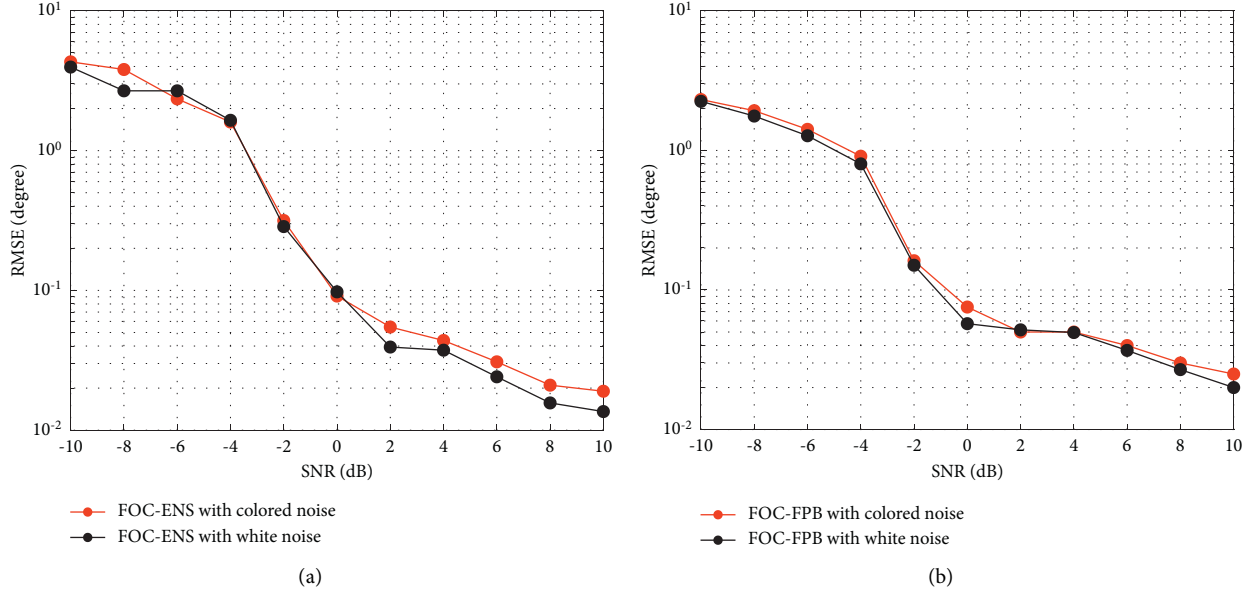 10^1
10^0
10^-1
10^-2
RMSE (degree)
-10 -8 -6 -4 -2 0 2 4 6 8 10
SNR (dB)
FOC-ENS with colored noise
FOC-ENS with white noise
(a)
10^1
10^0
10^-1
10^-2
RMSE (degree)
-10 -8 -6 -4 -2 0 2 4 6 8 10
SNR (dB)
FOC-FPB with colored noise
FOC-FPB with white noise
(b)